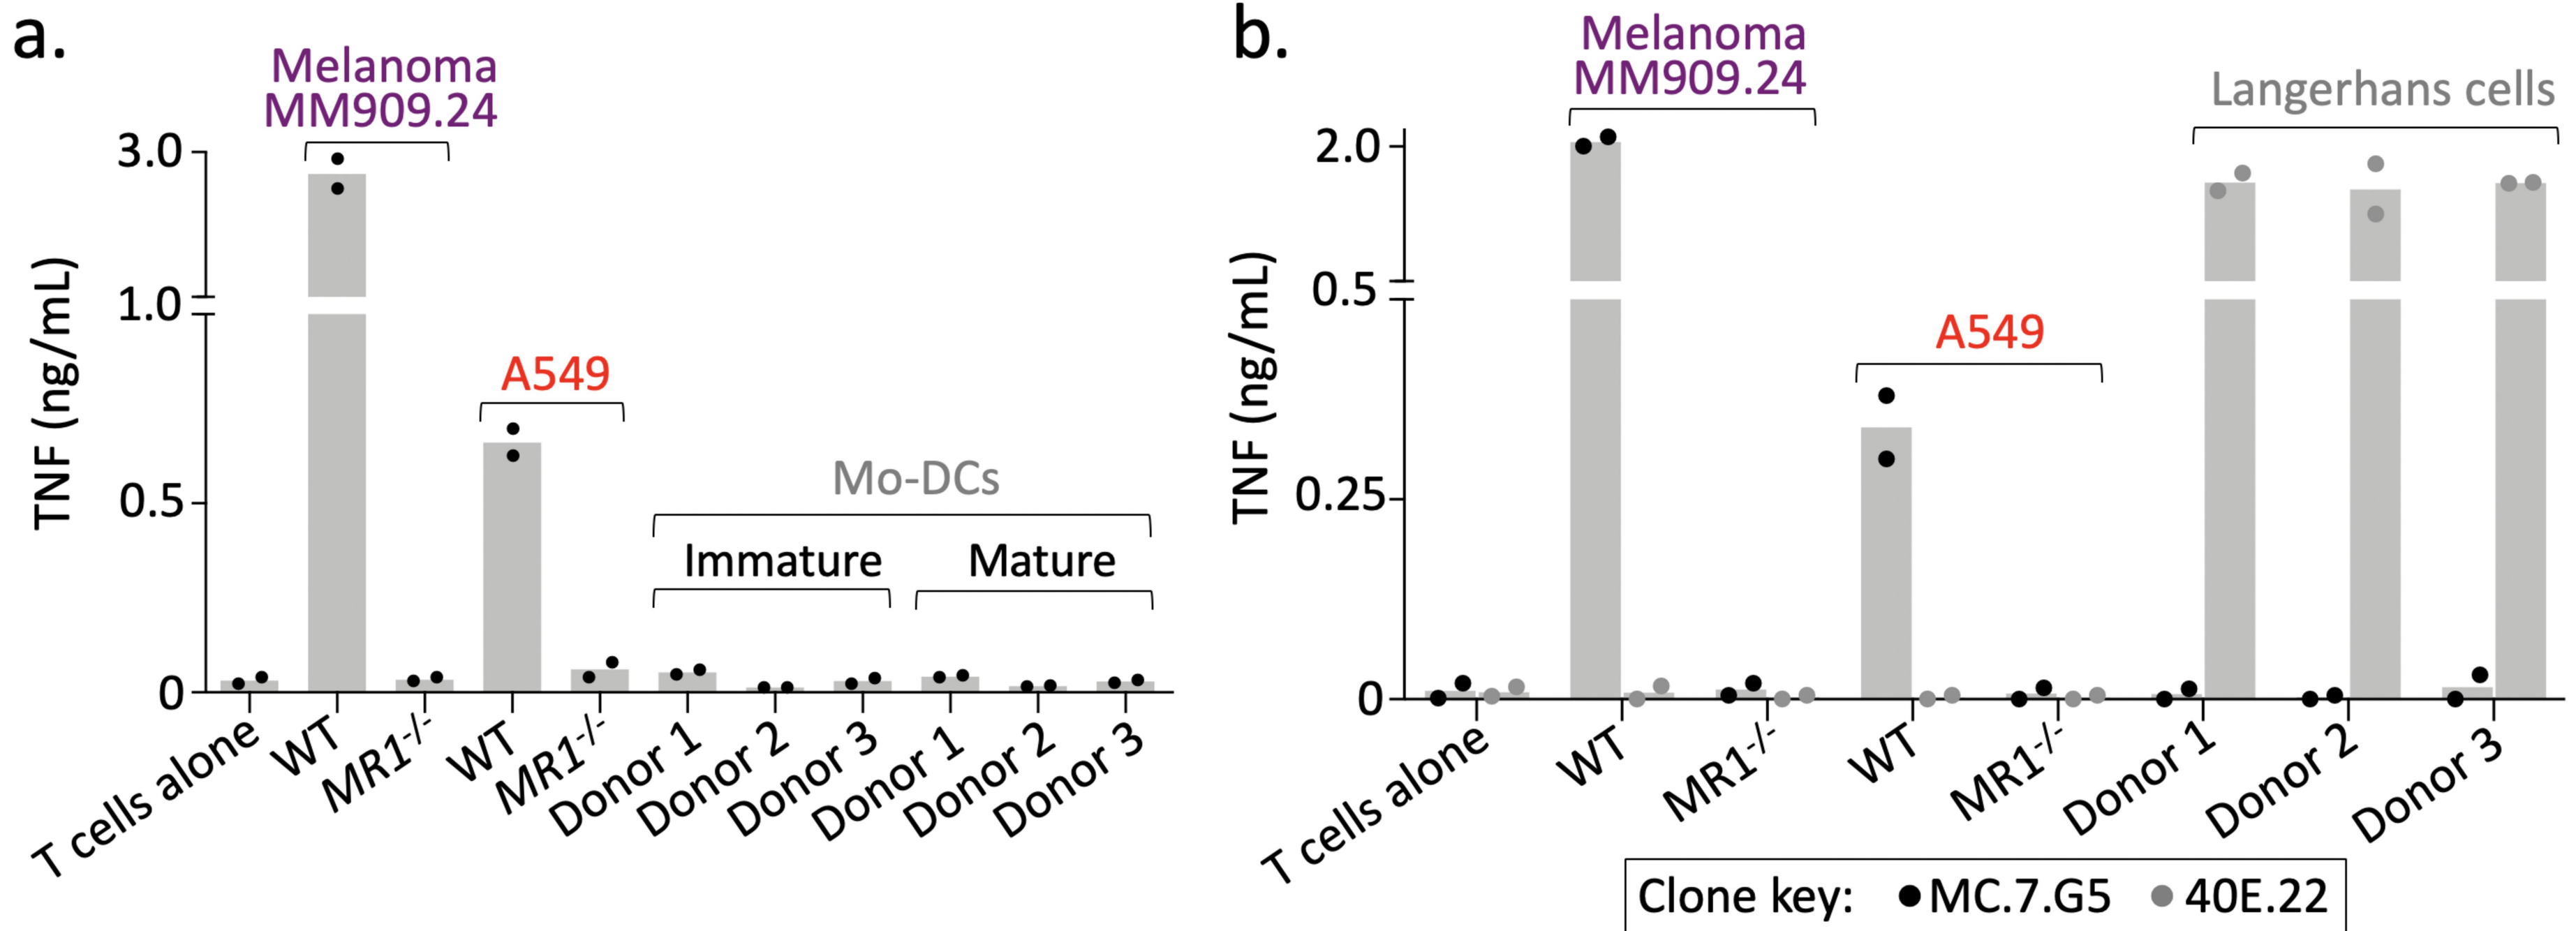 a.
Melanoma
MM909.24
A549
Mo-DCs
Immature Mature
TNF (ng/mL)
3.0
1.0
0.5
0
T cells alone WT MR1-/- WT MR1-/- Donor 1 Donor 2 Donor 3 Donor 1 Donor 2 Donor 3
b.
Melanoma
MM909.24
A549
Langerhans cells
TNF (ng/mL)
2.0
0.5
0.25
0
T cells alone WT MR1-/- WT MR1-/- Donor 1 Donor 2 Donor 3
Clone key: MC.7.G5 40E.22